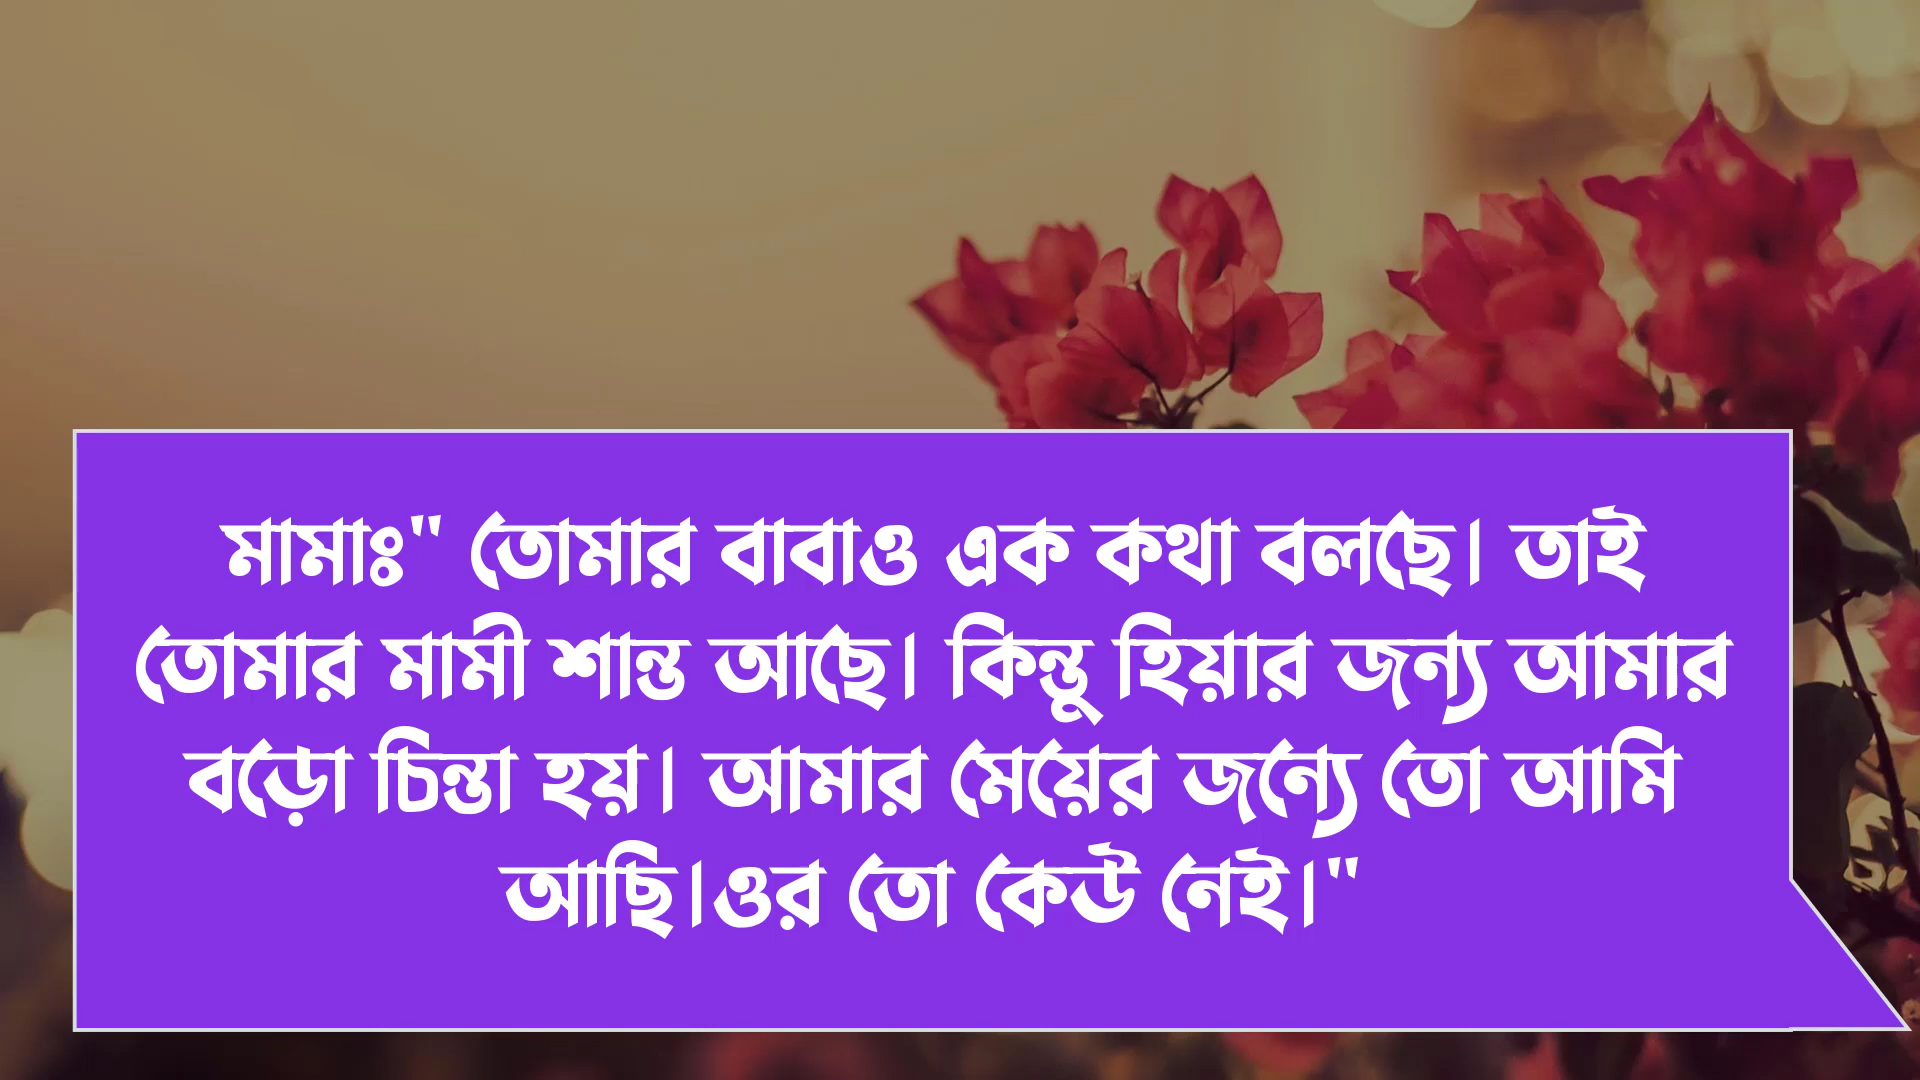 মামাঃ" তোমার বাবাও এক কথা বলছে। তাই
তোমার মামী শান্ত আছে। কিন্তু হিয়ার জন্য আমার
বড়ো চিন্তা হয়। আমার মেয়ের জন্যে তো আমি
আছি।ওর তো কেউ নেই।"